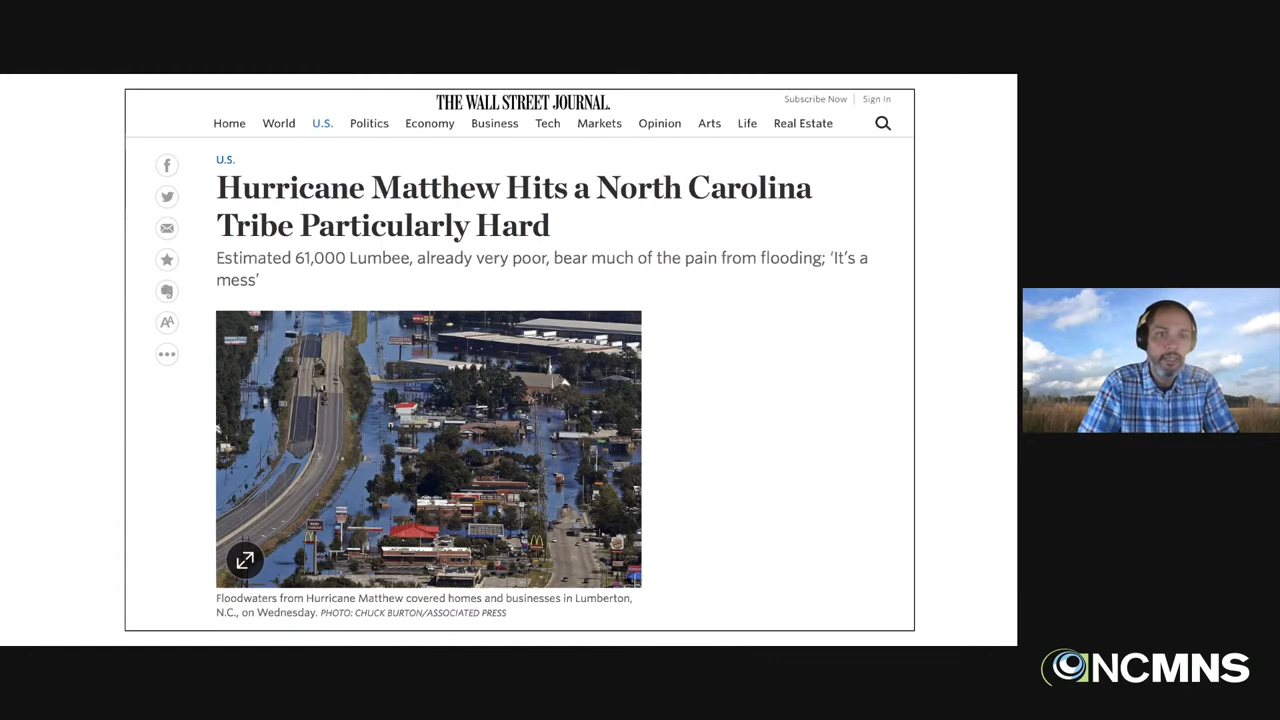 THE WALL STREET JOURNAL.
Subscribe Now | Sign In
Home World U.S. Politics Economy Business Tech Markets Opinion Arts Life Real Estate
U.S.
Hurricane Matthew Hits a North Carolina
Tribe Particularly Hard
Estimated 61,000 Lumbee, already very poor, bear much of the pain from flooding; ‘It’s a
mess’
AA
Floodwaters from Hurricane Matthew covered homes and businesses in Lumberton,
N.C., on Wednesday. PHOTO: CHUCK BURTON/ASSOCIATED PRESS
NCMNS